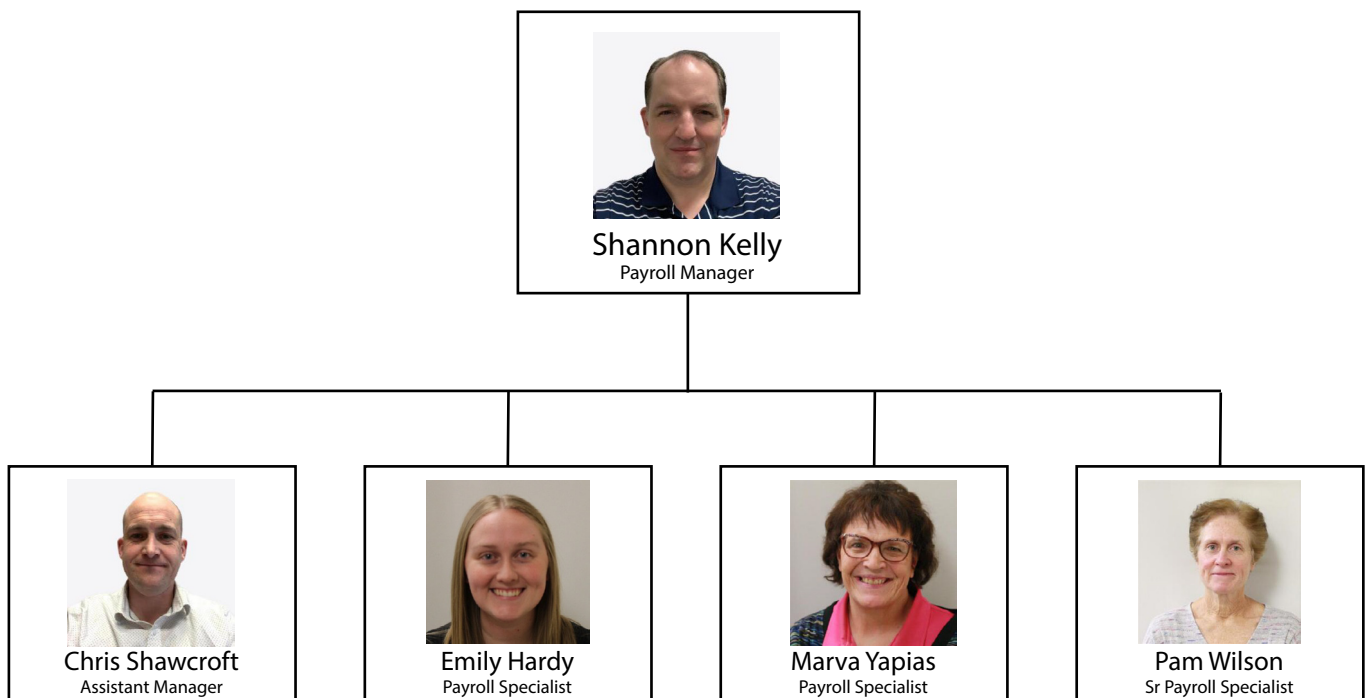 Shannon Kelly
Payroll Manager
Chris Shawcroft
Assistant Manager
Emily Hardy
Payroll Specialist
Marva Yapias
Payroll Specialist
Pam Wilson
Sr Payroll Specialist